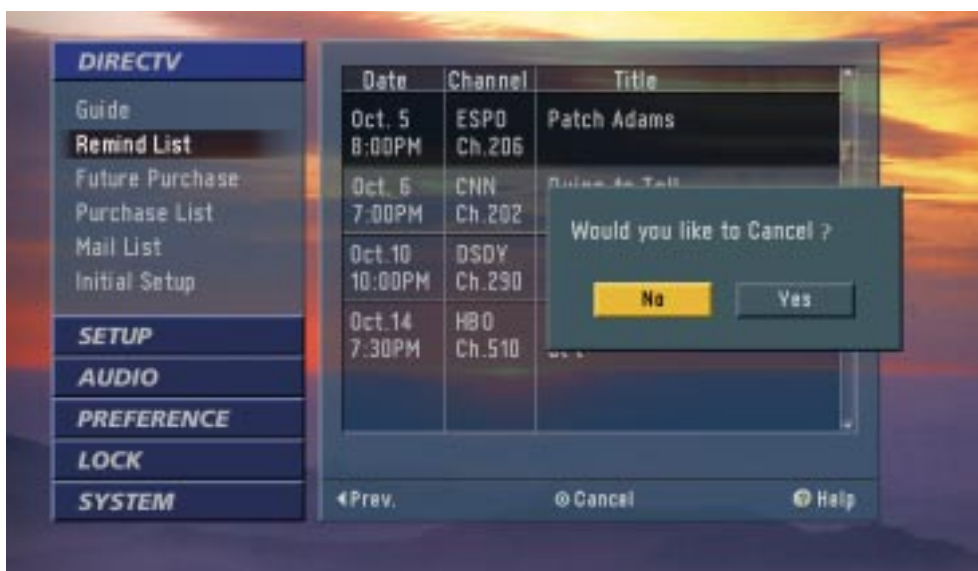 DIRECTV
Guide
Remind List
Future Purchase
Purchase List
Mail List
Initial Setup
SETUP
AUDIO
PREFERENCE
LOCK
SYSTEM
Date Channel Title
Oct. 5 ESPO Patch Adams
8:00PM Ch.206
Oct. 6 CNN to Tell
7:00PM Ch.202
Oct.10 DSDY
10:00PM Ch.290
Oct.14 HBO
7:30PM Ch.510
Would you like to Cancel ?
No Yes
Prev. Cancel Help